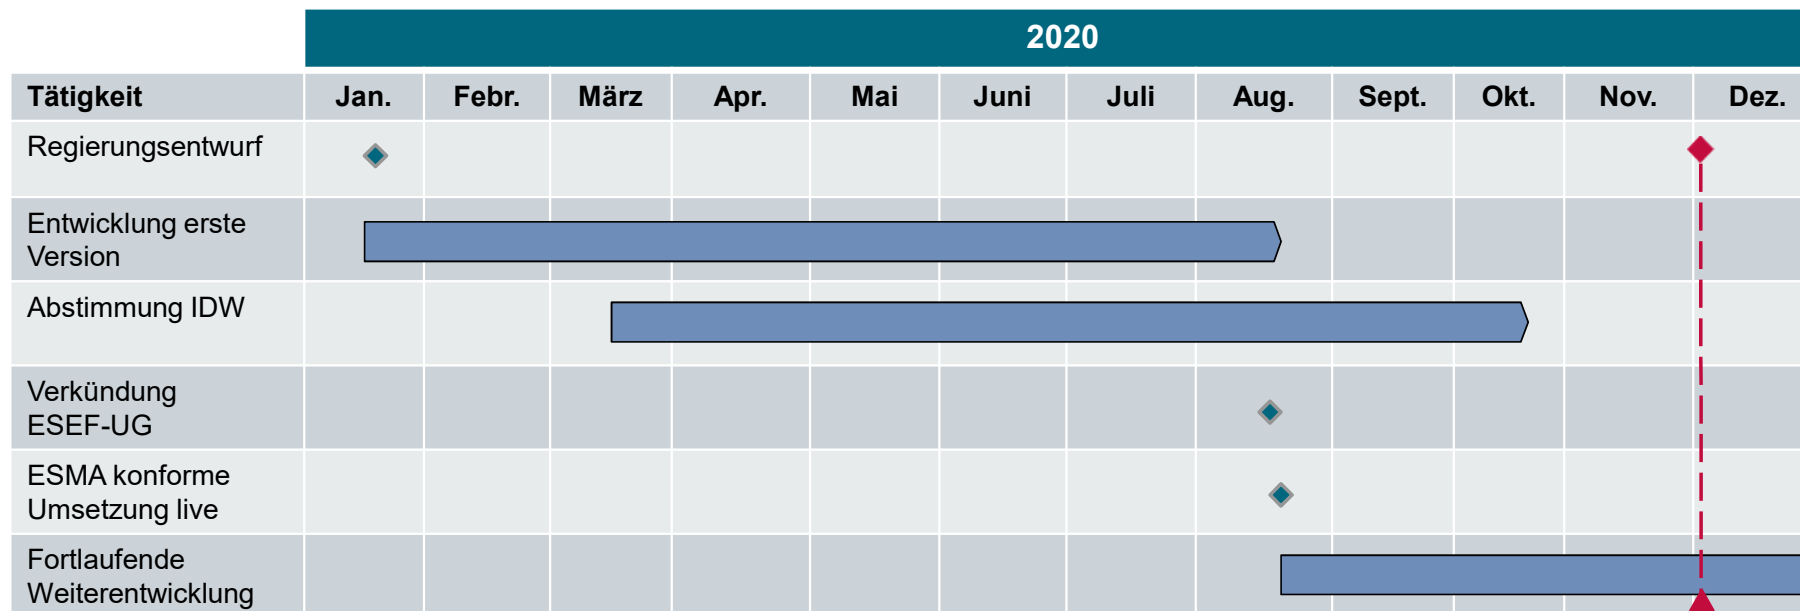 2020
Tätigkeit Jan. Febr. März Apr. Mai Juni Juli Aug. Sept. Okt. Nov. Dez.
Regierungsentwurf
Entwicklung erste
Version
Abstimmung IDW
Verkündung
ESEF-UG
ESMA konforme
Umsetzung live
Fortlaufende
Weiterentwicklung